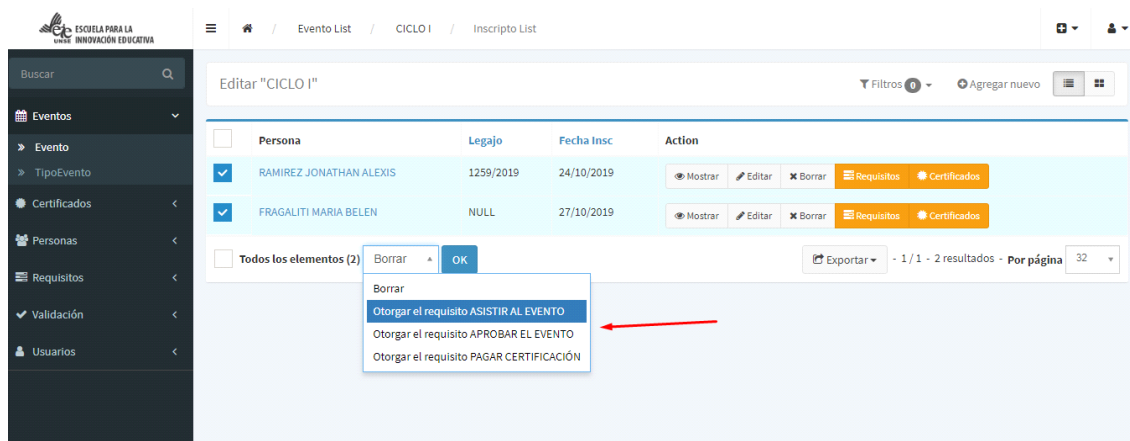 eje ESCUELA PARA LA
UNSE INNOVACIÓN EDUCATIVA
Evento List / CICLO I / Inscripto List
Buscar
Editar "CICLO I"
Filtros 0
Agregar nuevo
Eventos
Evento
TipoEvento
Certificados
Personas
Requisitos
Validación
Usuarios
Persona Legajo Fecha Insc Action
RAMIREZ JONATHAN ALEXIS 1259/2019 24/10/2019 Mostrar Editar Borrar Requisitos Certificados
FRAGALITI MARIA BELEN NULL 27/10/2019 Mostrar Editar Borrar Requisitos Certificados
Todos los elementos (2) Borrar OK Exportar - 1 / 1 - 2 resultados - Por página 32
Borrar
Otorgar el requisito ASISTIR AL EVENTO
Otorgar el requisito APROBAR EL EVENTO
Otorgar el requisito PAGAR CERTIFICACIÓN